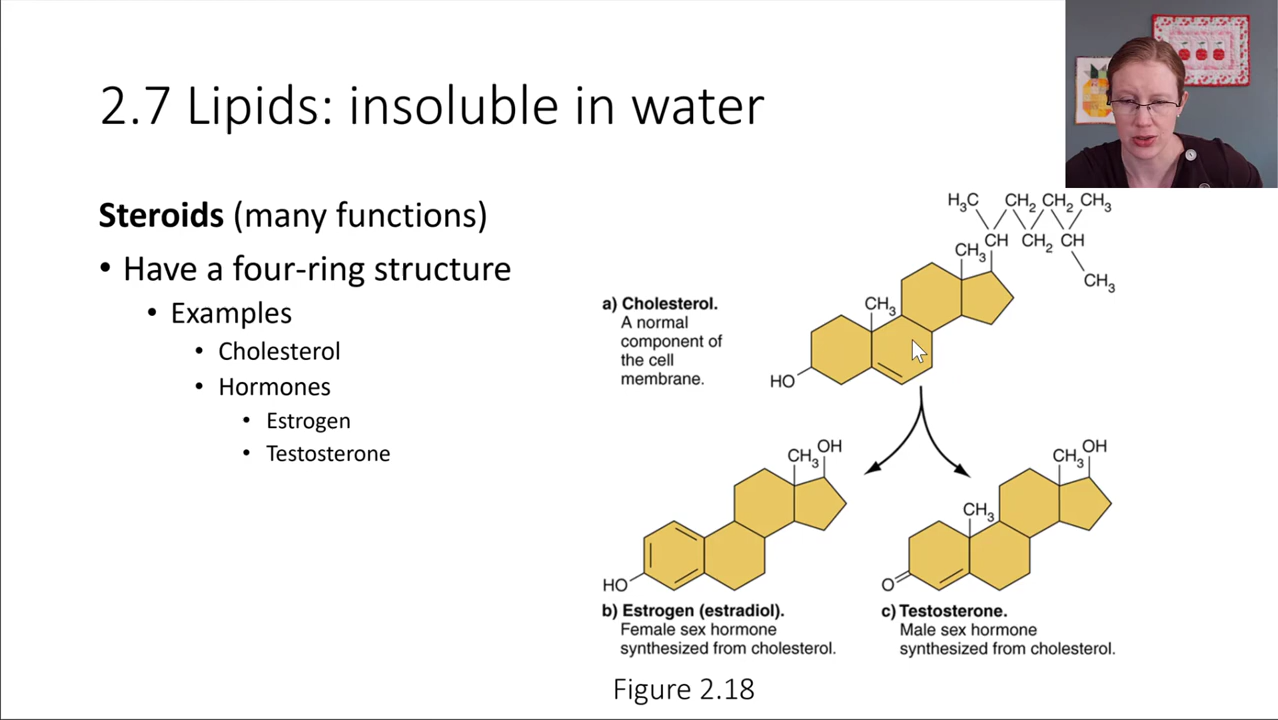 2.7 Lipids: insoluble in water
Steroids (many functions)
• Have a four-ring structure
• Examples
• Cholesterol
• Hormones
• Estrogen
• Testosterone
H₃C CH₂ CH₂ CH₃
CH₃ CH CH₂ CH
CH₃
a) Cholesterol.
A normal
component of
the cell
membrane.
CH₃
HO
CH₃ OH
HO
b) Estrogen (estradiol).
Female sex hormone
synthesized from cholesterol.
CH₃ OH
CH₃
O
c) Testosterone.
Male sex hormone
synthesized from cholesterol.
Figure 2.18